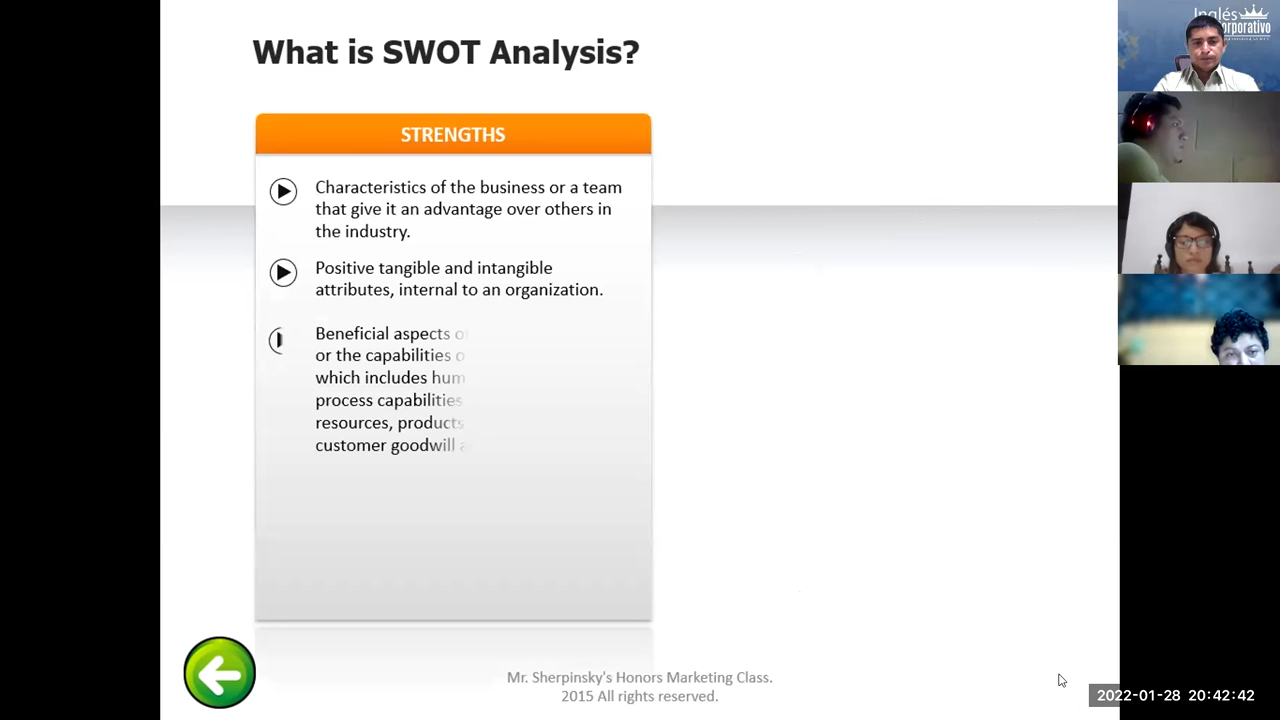 What is SWOT Analysis?
STRENGTHS
Characteristics of the business or a team
that give it an advantage over others in
the industry.
Positive tangible and intangible
attributes, internal to an organization.
Beneficial aspects
or the capabilities
which includes
process capabilities
resources, products
customer goodwill
Mr. Sherpinsky's Honors Marketing Class.
2015 All rights reserved.
Inglés
2022-01-28 20:42:42